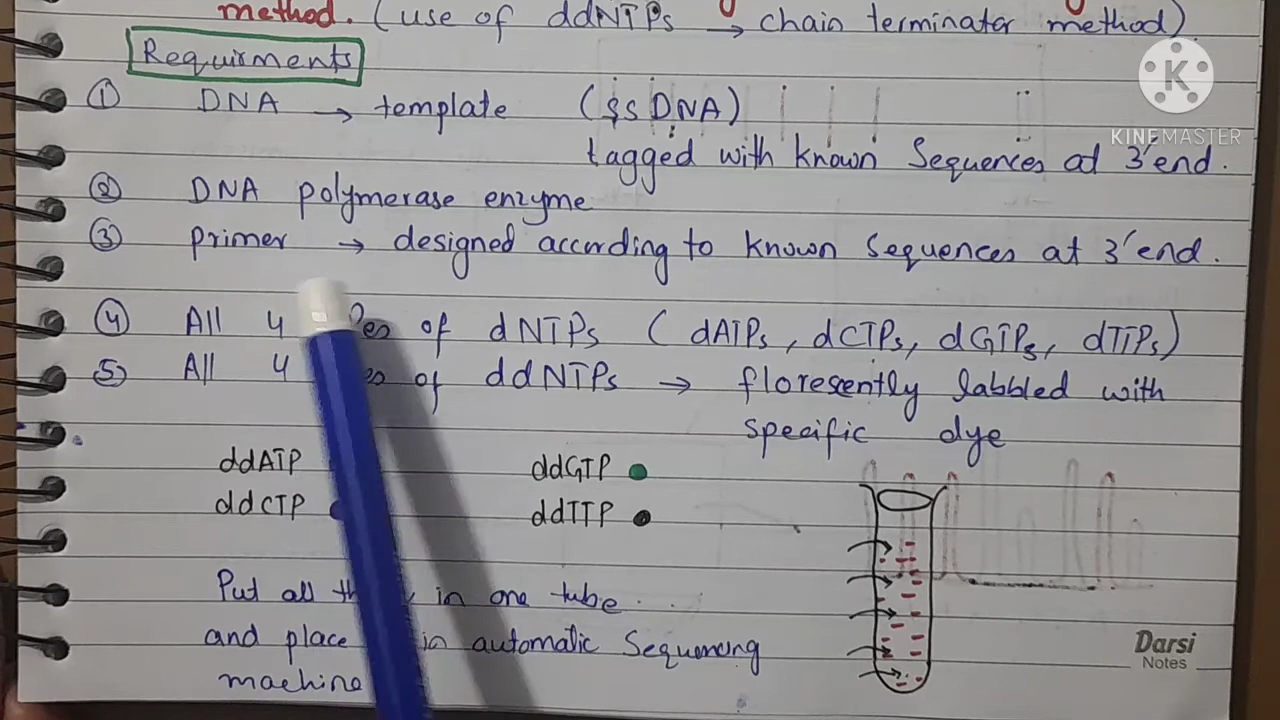 method. (use of ddNTPs → chain terminator method)
Requirments
① DNA → template (ssDNA)
tagged with known Sequences at 3' end.
② DNA polymerase enzyme
③ primer → designed according to known sequences at 3' end.
④ All 4 of dNTPs (dATPs, dCTPs, dGTPs, dTTPs)
⑤ All 4 of ddNTPs → floresently labbled with
specific dye
ddATP ddGTP
ddCTP ddTTP
Put all in one tube.
and place in automatic Sequencing
machine
K
KINEMASTER
Darsi
Notes